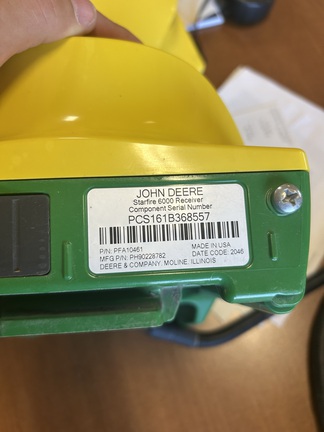 JOHN DEERE
Starfire 6000 Receiver
Component Serial Number
PCS161B368557
P/N: PFA10461 MADE IN USA
MFG P/N: PH90228782 DATE CODE: 2046
DEERE & COMPANY, MOLINE, ILLINOIS